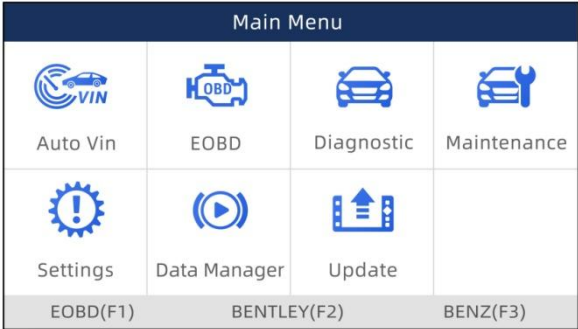 Main Menu
VIN
OBD
Auto Vin EOBD Diagnostic Maintenance
Settings Data Manager Update
EOBD(F1) BENTLEY(F2) BENZ(F3)